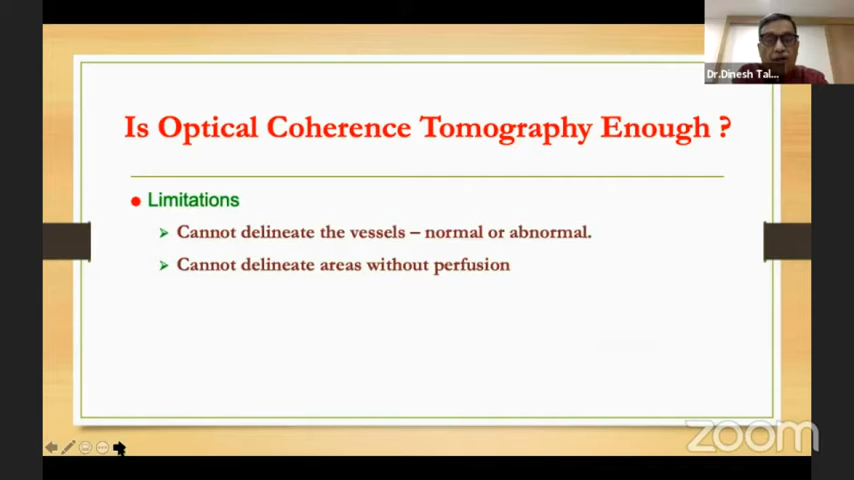 Dr.Dinesh Tal...
Is Optical Coherence Tomography Enough ?
Limitations
Cannot delineate the vessels – normal or abnormal.
Cannot delineate areas without perfusion
zoom